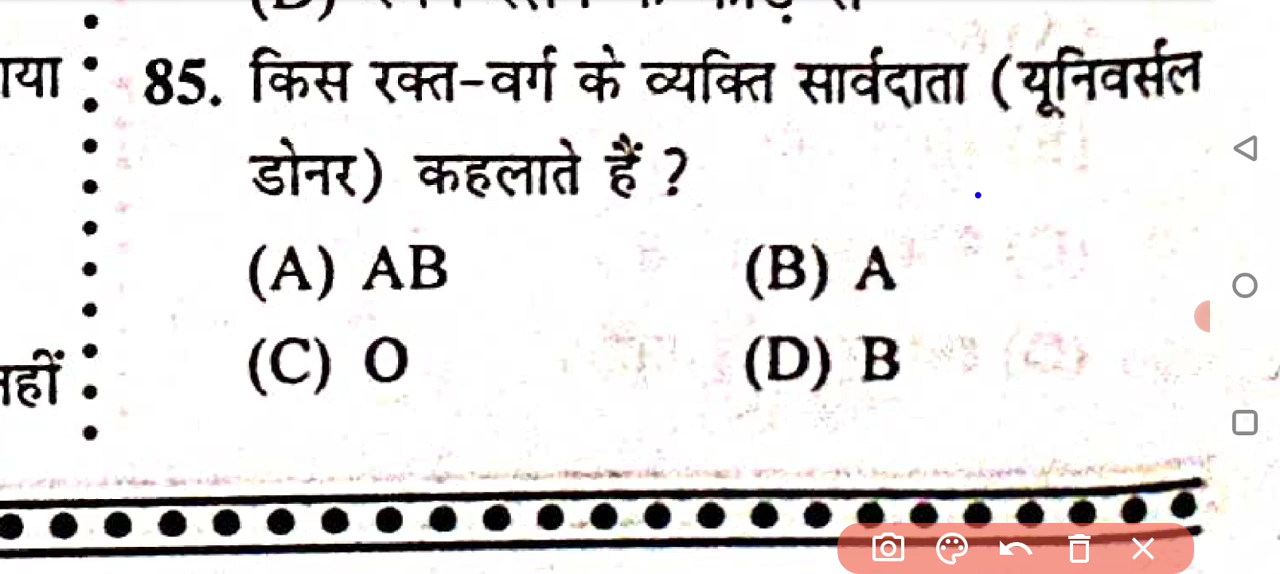 85. किस रक्त-वर्ग के व्यक्ति सार्वदाता (यूनिवर्सल
डोनर) कहलाते हैं ?
(A) AB (B) A
(C) O (D) B